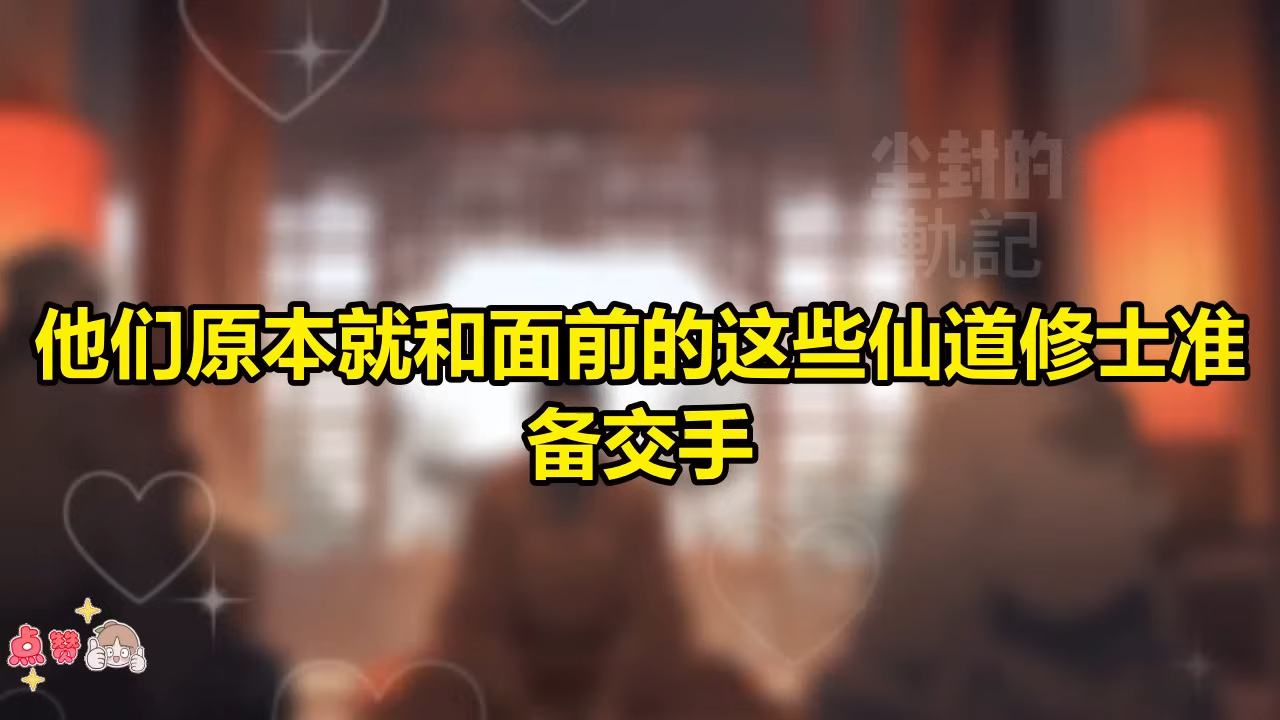 尘封的
軌記
他们原本就和面前的这些仙道修士准
备交手
点赞